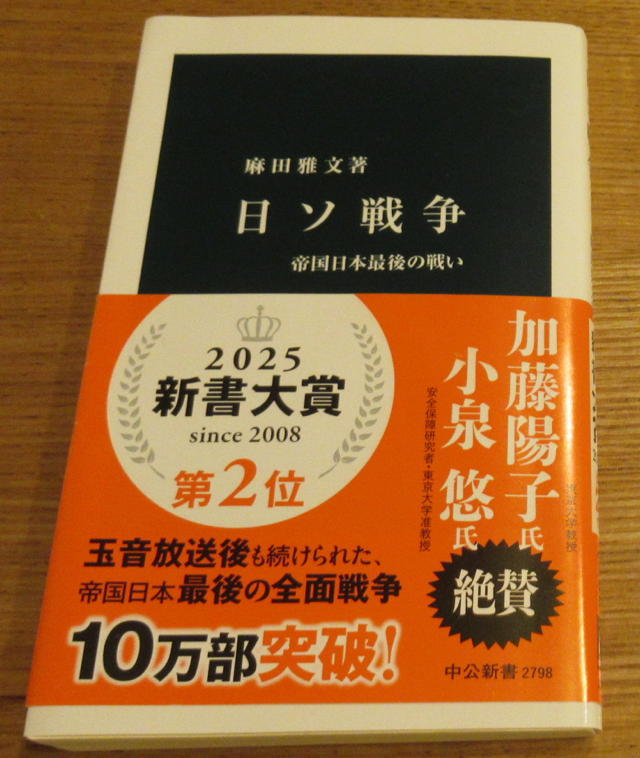 麻田雅文著
日ソ戦争
帝国日本最後の戦い
2025
新書大賞
since 2008
第2位
加藤陽子氏
小泉 悠氏
安全保障研究者・東京大学准教授
絶賛
玉音放送後も続けられた、
帝国日本最後の全面戦争
10万部突破!
中公新書 2798